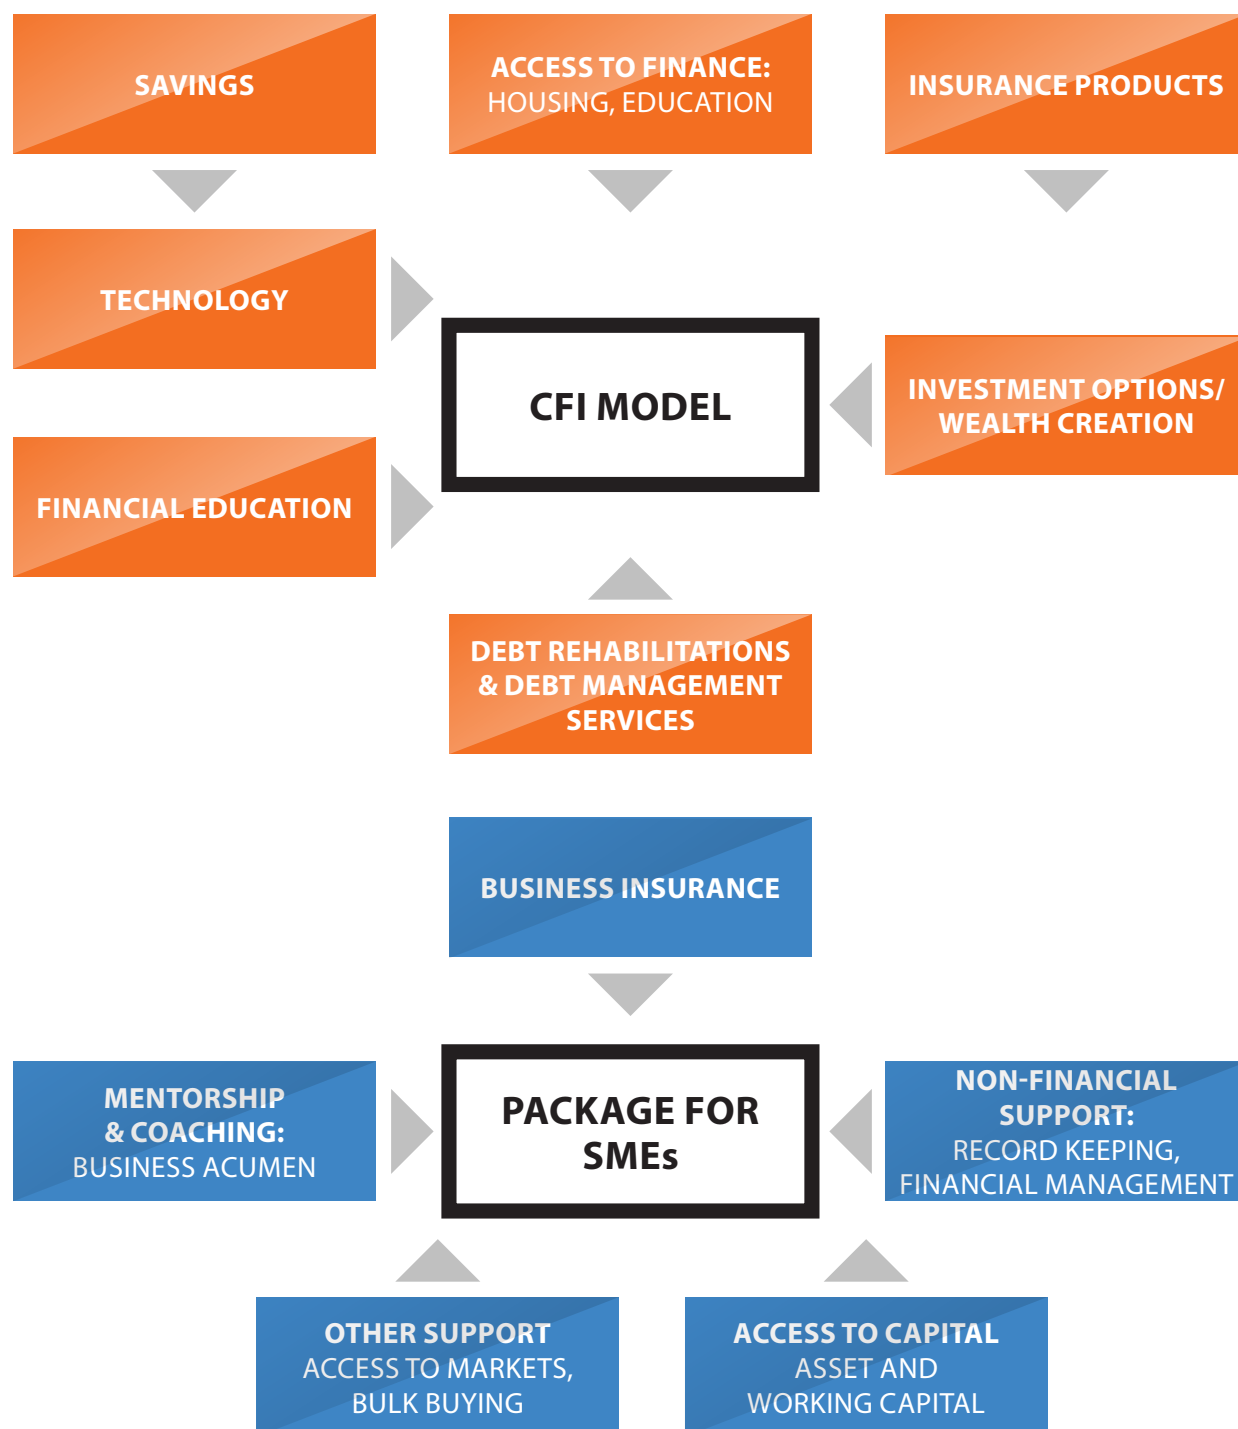 SAVINGS
ACCESS TO FINANCE:
HOUSING, EDUCATION
INSURANCE PRODUCTS
TECHNOLOGY
CFI MODEL
INVESTMENT OPTIONS/
WEALTH CREATION
FINANCIAL EDUCATION
DEBT REHABILITATIONS
& DEBT MANAGEMENT
SERVICES
BUSINESS INSURANCE
MENTORSHIP
& COACHING:
BUSINESS ACUMEN
PACKAGE FOR
SMEs
NON-FINANCIAL
SUPPORT:
RECORD KEEPING,
FINANCIAL MANAGEMENT
OTHER SUPPORT
ACCESS TO MARKETS,
BULK BUYING
ACCESS TO CAPITAL
ASSET AND
WORKING CAPITAL